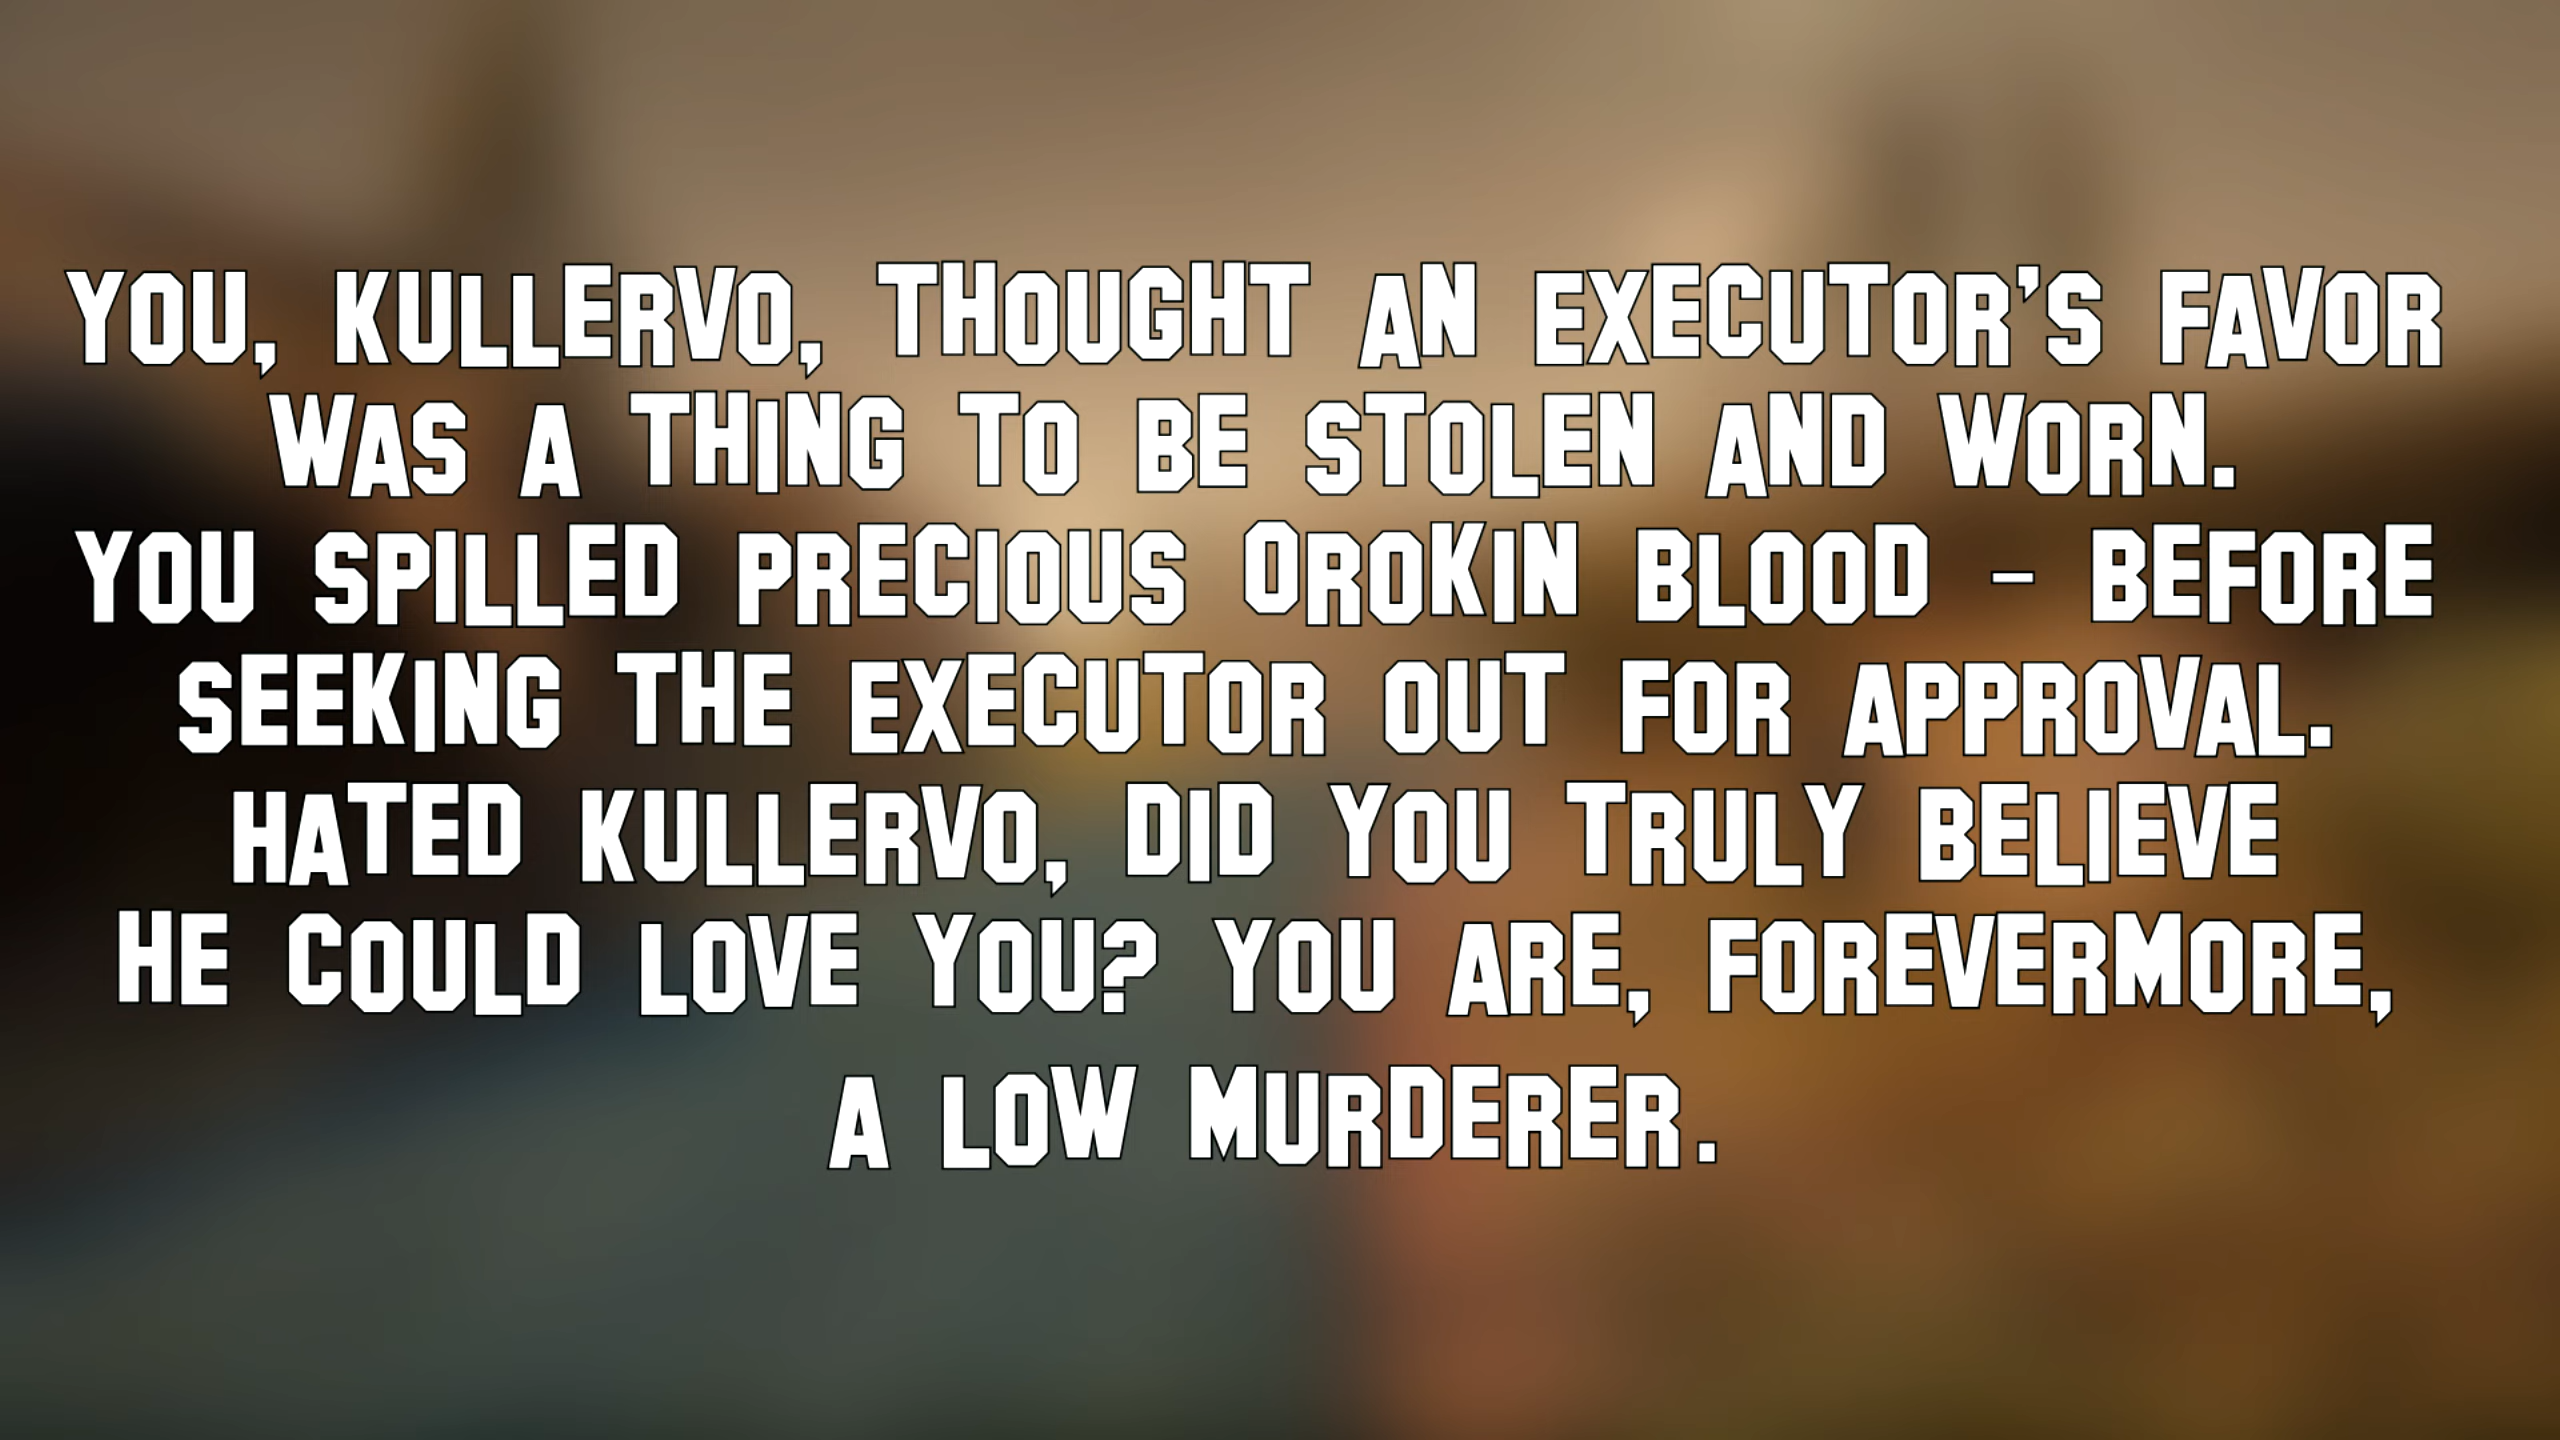 YOU, KULLERVO, THOUGHT AN EXECUTOR'S FAVOR
WAS A THING TO BE STOLEN AND WORN.
YOU SPILLED PRECIOUS OROKIN BLOOD - BEFORE
SEEKING THE EXECUTOR OUT FOR APPROVAL.
HATED KULLERVO, DID YOU TRULY BELIEVE
HE COULD LOVE YOU? YOU ARE, FOREVERMORE,
A LOW MURDERER.